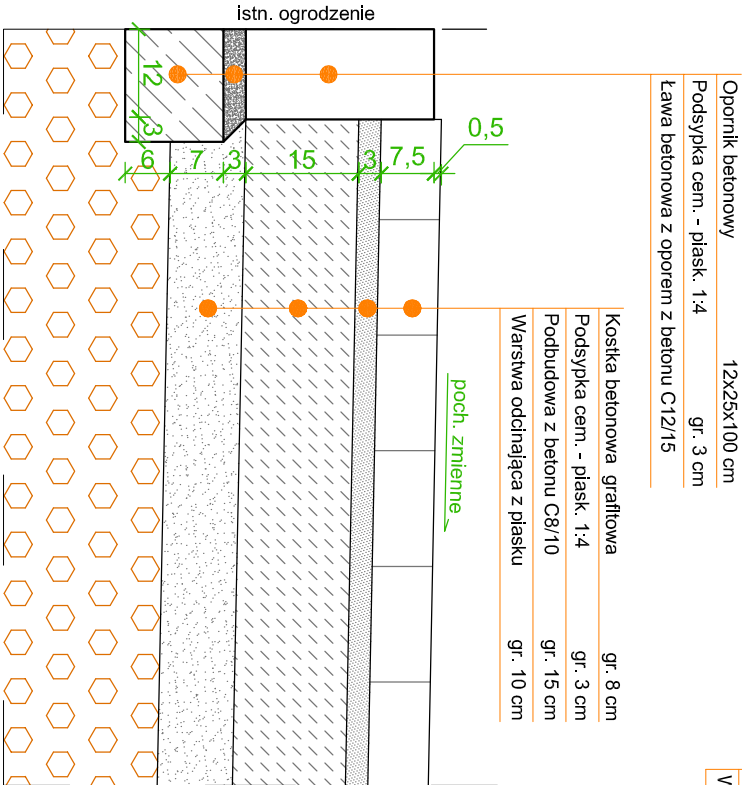 istn. ogrodzenie
Opornik betonowy 12x25x100 cm
Podsypka cem. - piask. 1:4 gr. 3 cm
Ława betonowa z oporem z betonu C12/15
12
3
6
7
3
15
3
7,5
0,5
Kostka betonowa grafitowa gr. 8 cm
Podsypka cem. - piask. 1:4 gr. 3 cm
Podbudowa z betonu C8/10 gr. 15 cm
Warstwa odcinająca z piasku gr. 10 cm
poch. zmienne